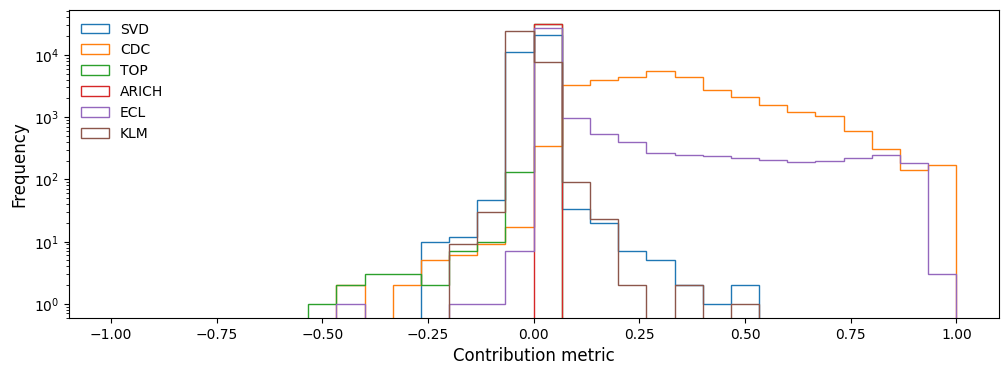 SVD
CDC
TOP
ARICH
ECL
KLM
Frequency
10⁴
10³
10²
10¹
10⁰
−1.00 −0.75 −0.50 −0.25 0.00 0.25 0.50 0.75 1.00
Contribution metric